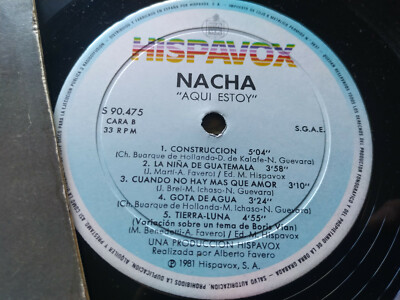 HISPAVOX
NACHA
"AQUI ESTOY"
S 90.475
CARA B
33 RPM
S.G.A.E.
1. CONSTRUCCION 5'04"
(Ch. Buarque de Hollanda-D. de Kalafe-N. Guevara)
2. LA NIÑA DE GUATEMALA 3'58"
(J. Martí-A. Favero) / Ed. M. Hispavox
3. CUANDO NO HAY MAS QUE AMOR 3'10"
(J. Brel-M. Ichaso-N. Guevara)
4. GOTA DE AGUA 3'24"
(Ch. Buarque de Hollanda-M. Ichaso-N. Guevara)
5. TIERRA-LUNA 4'55"
(Variación sobre un tema de Boris Vian)
(M. Benedetti-A. Favero) / Ed. M. Hispavox
UNA PRODUCCION HISPAVOX
Realizada por Alberto Favero
℗ 1981 Hispavox, S. A.